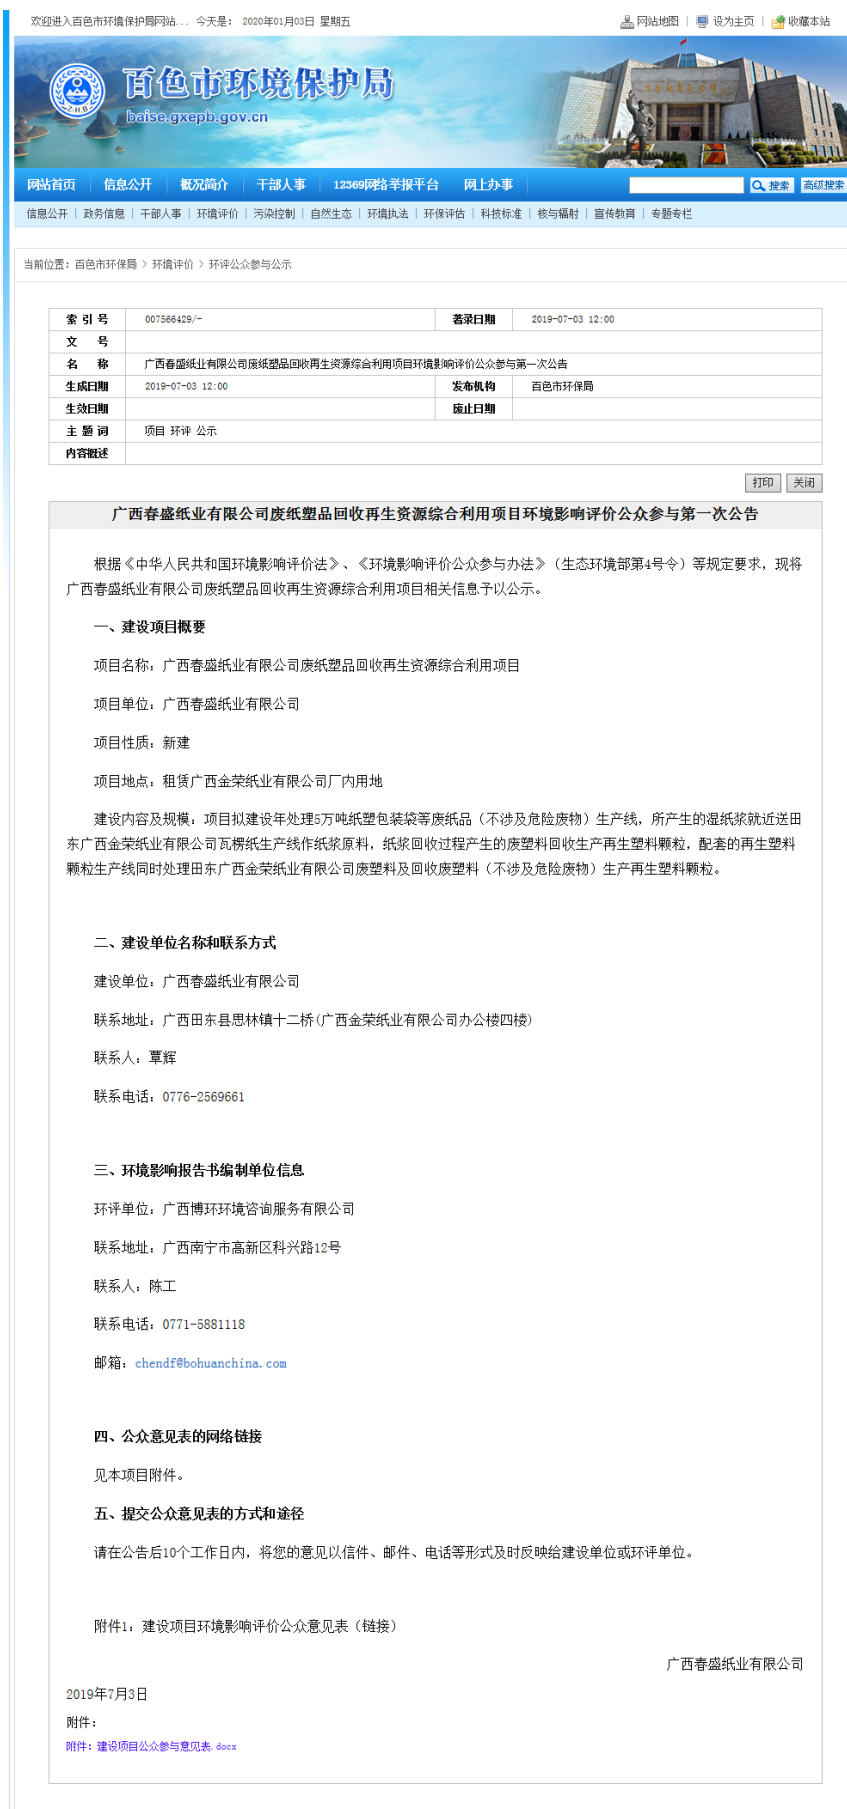 欢迎进入百色市环境保护局网站... 今天是： 2020年01月03日 星期五
网站地图 | 设为主页 | 收藏本站
Z.H.B
百色市环境保护局
baise.gxepb.gov.cn
网站首页 信息公开 概况简介 干部人事 12369网络举报平台 网上办事 搜索 高级搜索
信息公开 | 政务信息 | 干部人事 | 环境评价 | 污染控制 | 自然生态 | 环境执法 | 环保评估 | 科技标准 | 核与辐射 | 宣传教育 | 专题专栏
当前位置：百色市环保局 > 环境评价 > 环评公众参与公示
索 引 号 007566429/- 著录日期 2019-07-03 12:00
文 号
名 称 广西春盛纸业有限公司废纸塑品回收再生资源综合利用项目环境影响评价公众参与第一次公告
生成日期 2019-07-03 12:00 发布机构 百色市环保局
生效日期 废止日期
主 题 词 项目 环评 公示
内容概述
打印 关闭
广西春盛纸业有限公司废纸塑品回收再生资源综合利用项目环境影响评价公众参与第一次公告
根据《中华人民共和国环境影响评价法》、《环境影响评价公众参与办法》（生态环境部第4号令）等规定要求，现将
广西春盛纸业有限公司废纸塑品回收再生资源综合利用项目相关信息予以公示。
一、建设项目概要
项目名称：广西春盛纸业有限公司废纸塑品回收再生资源综合利用项目
项目单位：广西春盛纸业有限公司
项目性质：新建
项目地点：租赁广西金荣纸业有限公司厂内用地
建设内容及规模：项目拟建设年处理5万吨纸塑包装袋等废纸品（不涉及危险废物）生产线，所产生的湿纸浆就近送田
东广西金荣纸业有限公司瓦楞纸生产线作纸浆原料，纸浆回收过程产生的废塑料回收生产再生塑料颗粒，配套的再生塑料
颗粒生产线同时处理田东广西金荣纸业有限公司废塑料及回收废塑料（不涉及危险废物）生产再生塑料颗粒。
二、建设单位名称和联系方式
建设单位：广西春盛纸业有限公司
联系地址：广西田东县思林镇十二桥(广西金荣纸业有限公司办公楼四楼)
联系人：覃辉
联系电话：0776-2569661
三、环境影响报告书编制单位信息
环评单位：广西博环环境咨询服务有限公司
联系地址：广西南宁市高新区科兴路12号
联系人：陈工
联系电话：0771-5881118
邮箱：chendf@bohuanchina.com
四、公众意见表的网络链接
见本项目附件。
五、提交公众意见表的方式和途径
请在公告后10个工作日内，将您的意见以信件、邮件、电话等形式及时反映给建设单位或环评单位。
附件1：建设项目环境影响评价公众意见表（链接）
广西春盛纸业有限公司
2019年7月3日
附件：
附件：建设项目公众参与意见表.docx